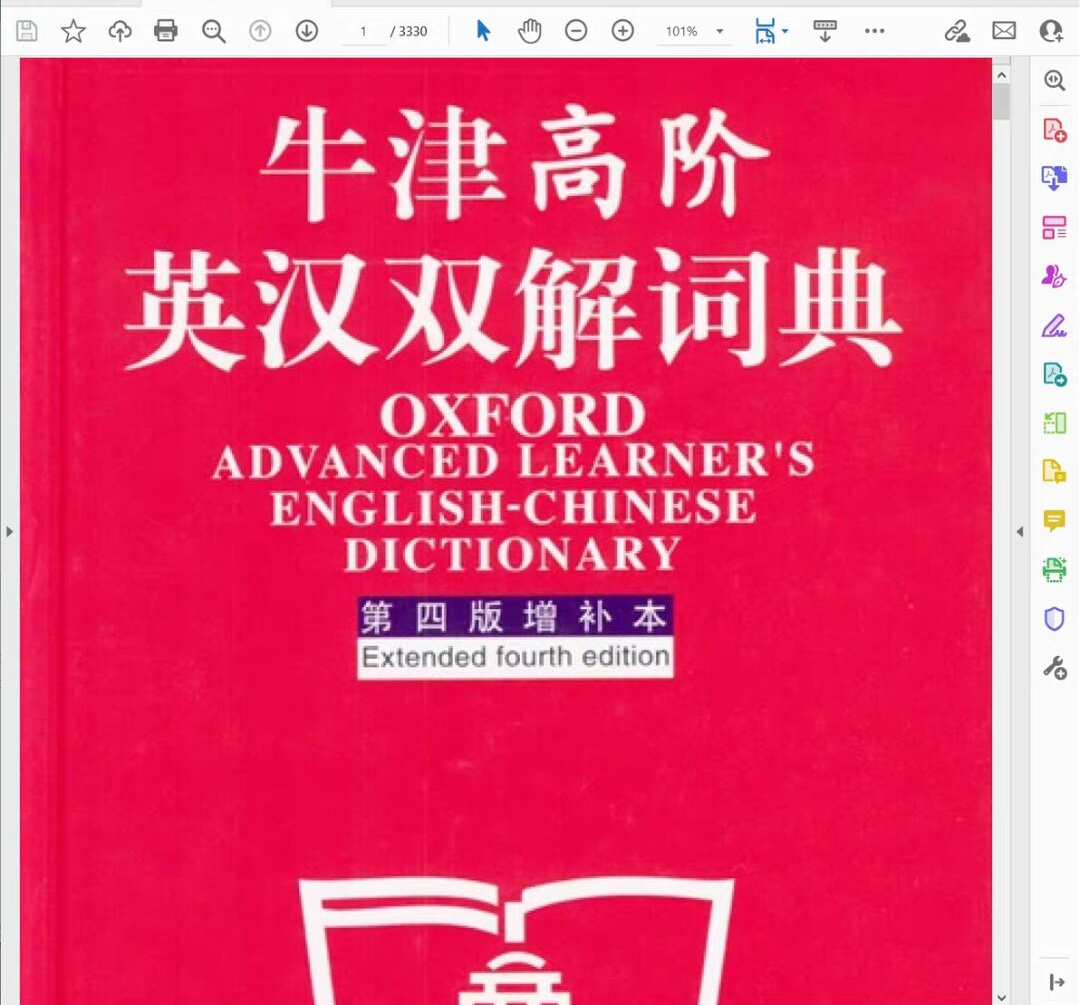 1 / 3330 101%
牛津高阶
英汉双解词典
OXFORD
ADVANCED LEARNER'S
ENGLISH-CHINESE
DICTIONARY
第四版增补本
Extended fourth edition